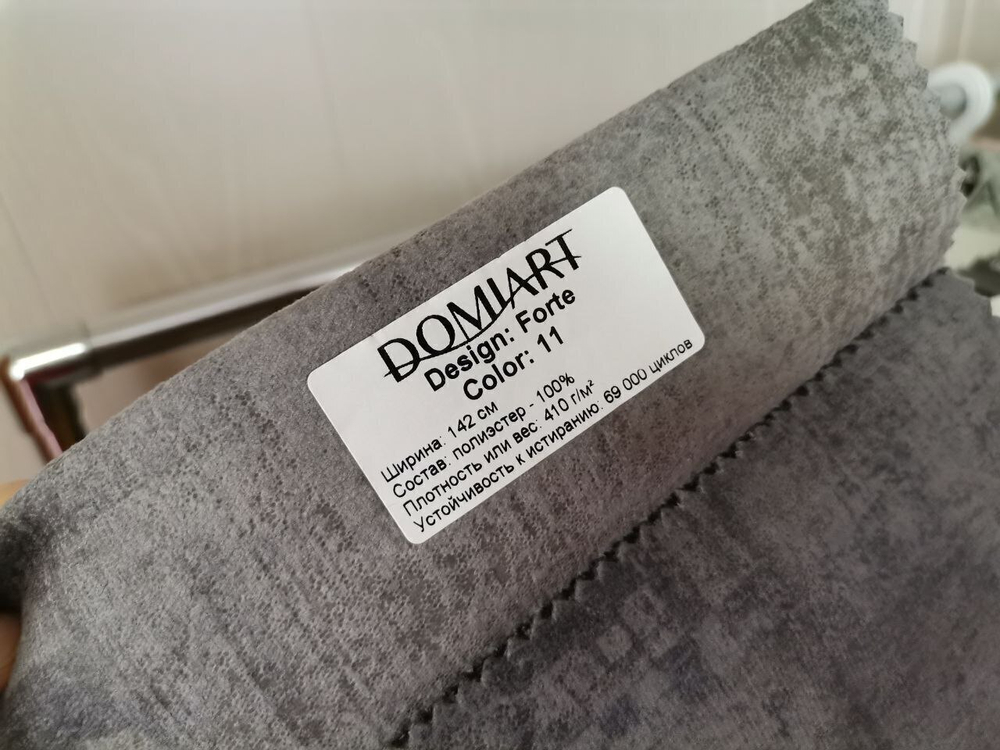 DOMIART
Design: Forte
Color: 11
Ширина: 142 см
Состав: полиэстер - 100%
Плотность или вес: 410 г/м²
Устойчивость к истиранию: 69 000 циклов